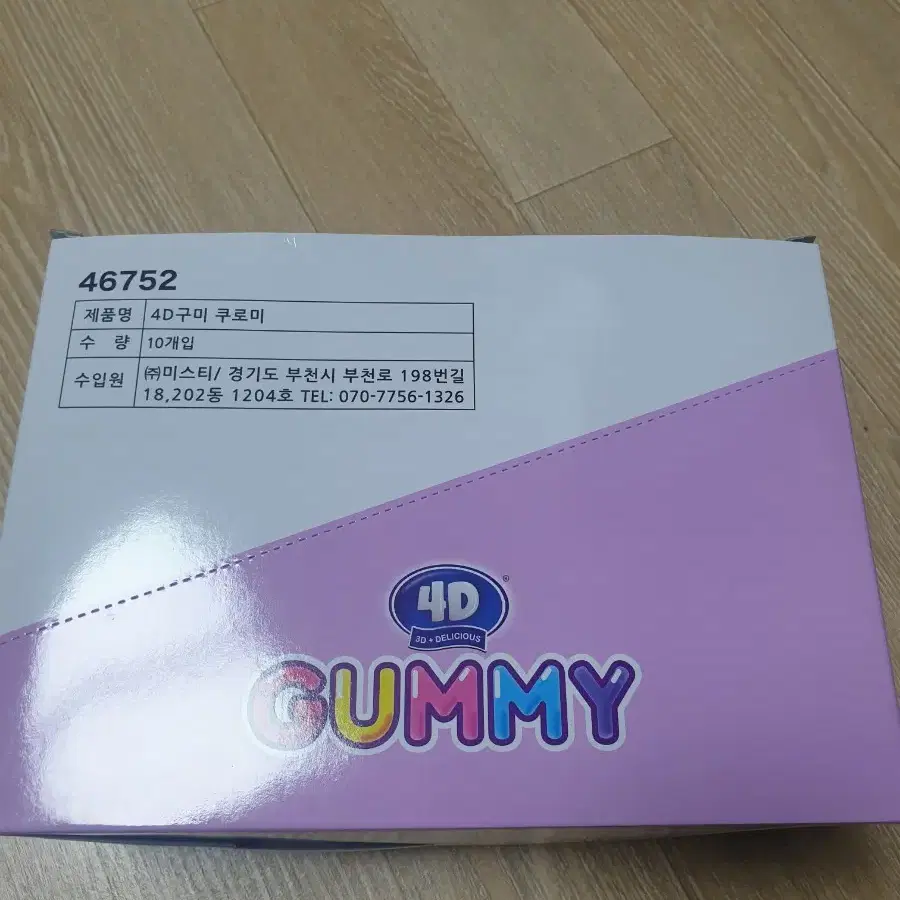 46752
제품명 4D구미 쿠로미
수 량 10개입
수입원 ㈜미스티/ 경기도 부천시 부천로 198번길
18,202동 1204호 TEL: 070-7756-1326
4D ®
3D + DELICIOUS
GUMMY